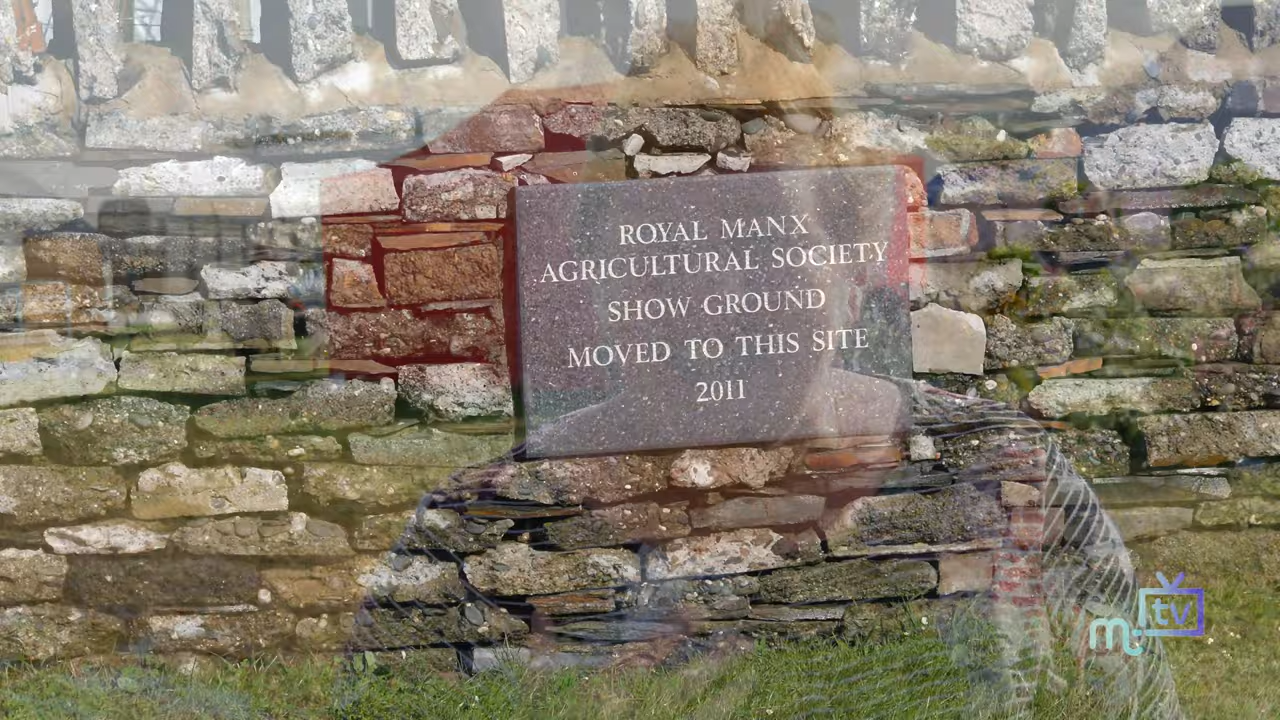 ROYAL MANX
AGRICULTURAL SOCIETY
SHOW GROUND
MOVED TO THIS SITE
2011
m tv